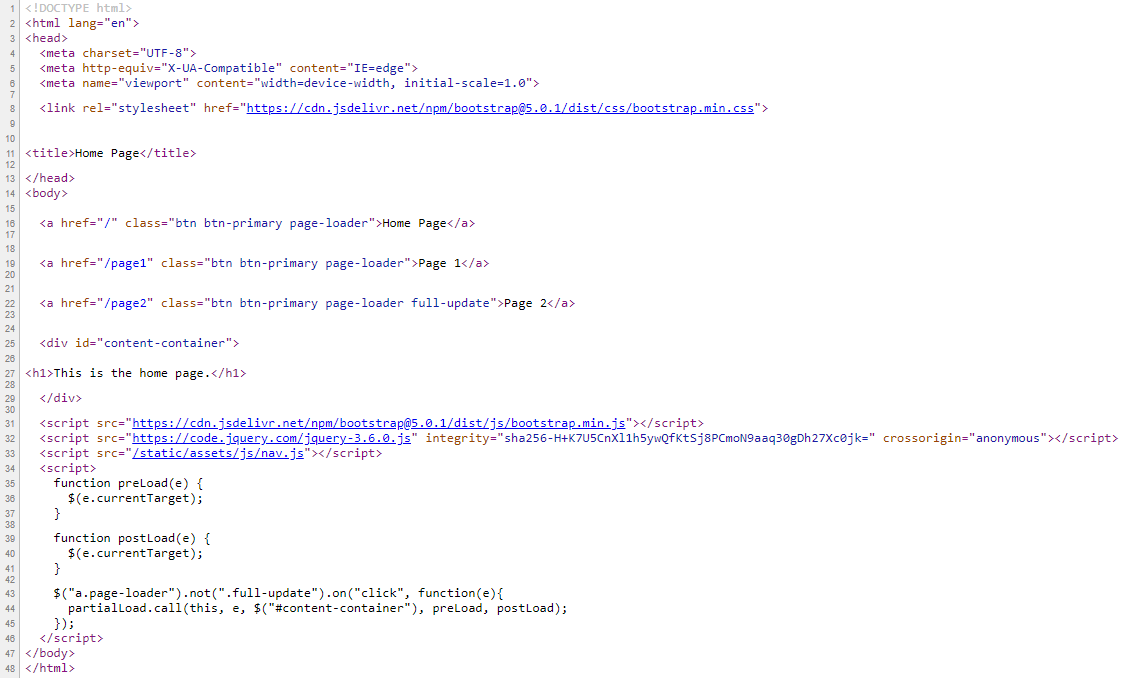 1 <!DOCTYPE html>
2 <html lang="en">
3 <head>
4   <meta charset="UTF-8">
5   <meta http-equiv="X-UA-Compatible" content="IE=edge">
6   <meta name="viewport" content="width=device-width, initial-scale=1.0">
7
8   <link rel="stylesheet" href="https://cdn.jsdelivr.net/npm/bootstrap@5.0.1/dist/css/bootstrap.min.css">
9
10
11 <title>Home Page</title>
12
13 </head>
14 <body>
15
16   <a href="/" class="btn btn-primary page-loader">Home Page</a>
17
18
19   <a href="/page1" class="btn btn-primary page-loader">Page 1</a>
20
21
22   <a href="/page2" class="btn btn-primary page-loader full-update">Page 2</a>
23
24
25   <div id="content-container">
26
27 <h1>This is the home page.</h1>
28
29   </div>
30
31   <script src="https://cdn.jsdelivr.net/npm/bootstrap@5.0.1/dist/js/bootstrap.min.js"></script>
32   <script src="https://code.jquery.com/jquery-3.6.0.js" integrity="sha256-H+K7U5CnXl1h5ywQfKtSj8PCmoN9aaq30gDh27Xc0jk=" crossorigin="anonymous"></script>
33   <script src="/static/assets/js/nav.js"></script>
34   <script>
35     function preLoad(e) {
36       $(e.currentTarget);
37     }
38
39     function postLoad(e) {
40       $(e.currentTarget);
41     }
42
43     $("a.page-loader").not(".full-update").on("click", function(e){
44       partialLoad.call(this, e, $("#content-container"), preLoad, postLoad);
45     });
46   </script>
47 </body>
48 </html>